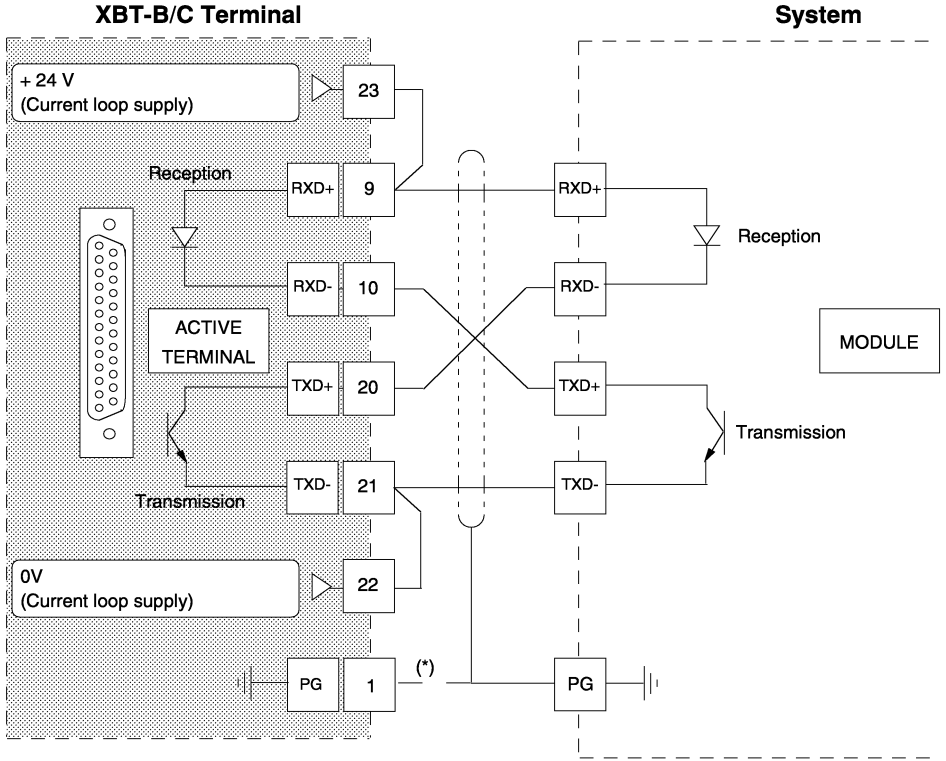 XBT-B/C Terminal
System
+ 24 V
(Current loop supply)
23
Reception
RXD+
9
RXD+
Reception
RXD-
10
RXD-
ACTIVE
TERMINAL
MODULE
TXD+
20
TXD+
Transmission
TXD-
21
TXD-
Transmission
0V
(Current loop supply)
22
PG
1
(*)
PG